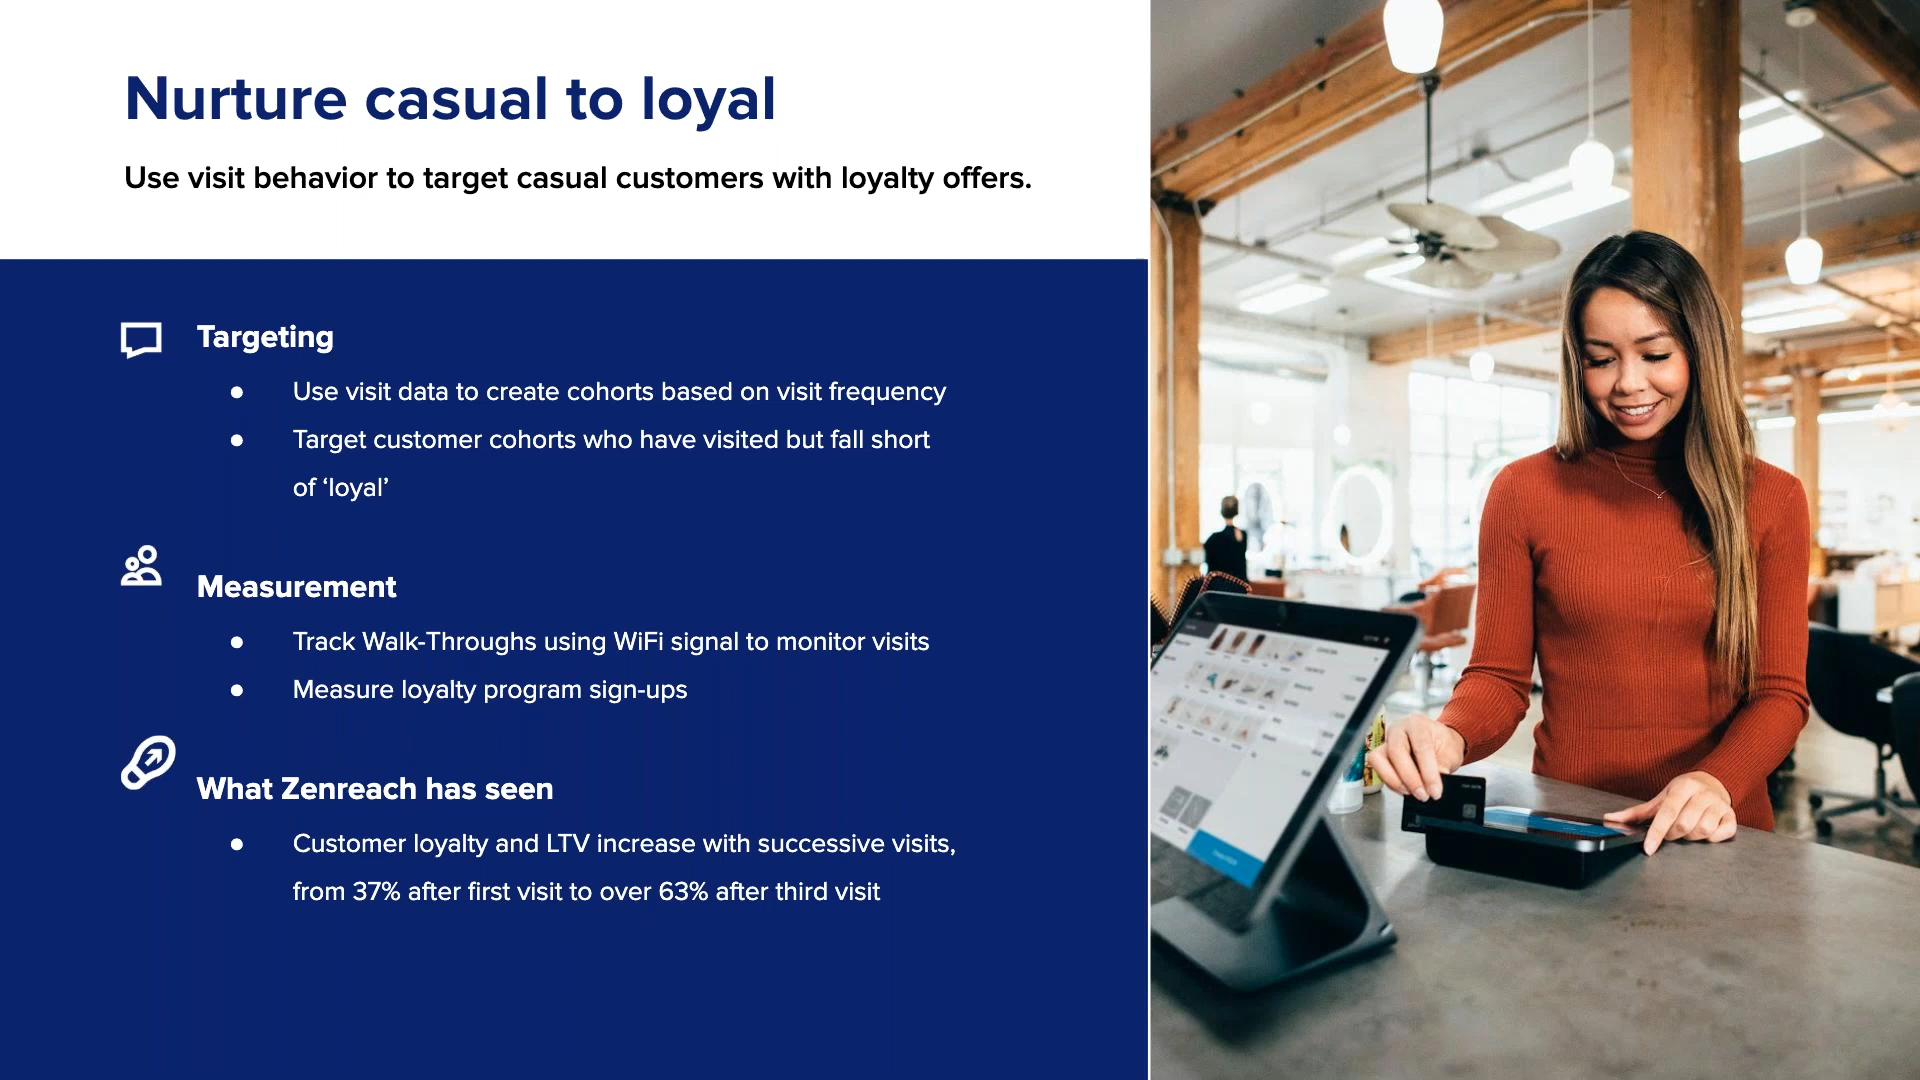 Nurture casual to loyal
Use visit behavior to target casual customers with loyalty offers.
Targeting
● Use visit data to create cohorts based on visit frequency
● Target customer cohorts who have visited but fall short
of ‘loyal’
Measurement
● Track Walk-Throughs using WiFi signal to monitor visits
● Measure loyalty program sign-ups
What Zenreach has seen
● Customer loyalty and LTV increase with successive visits,
from 37% after first visit to over 63% after third visit